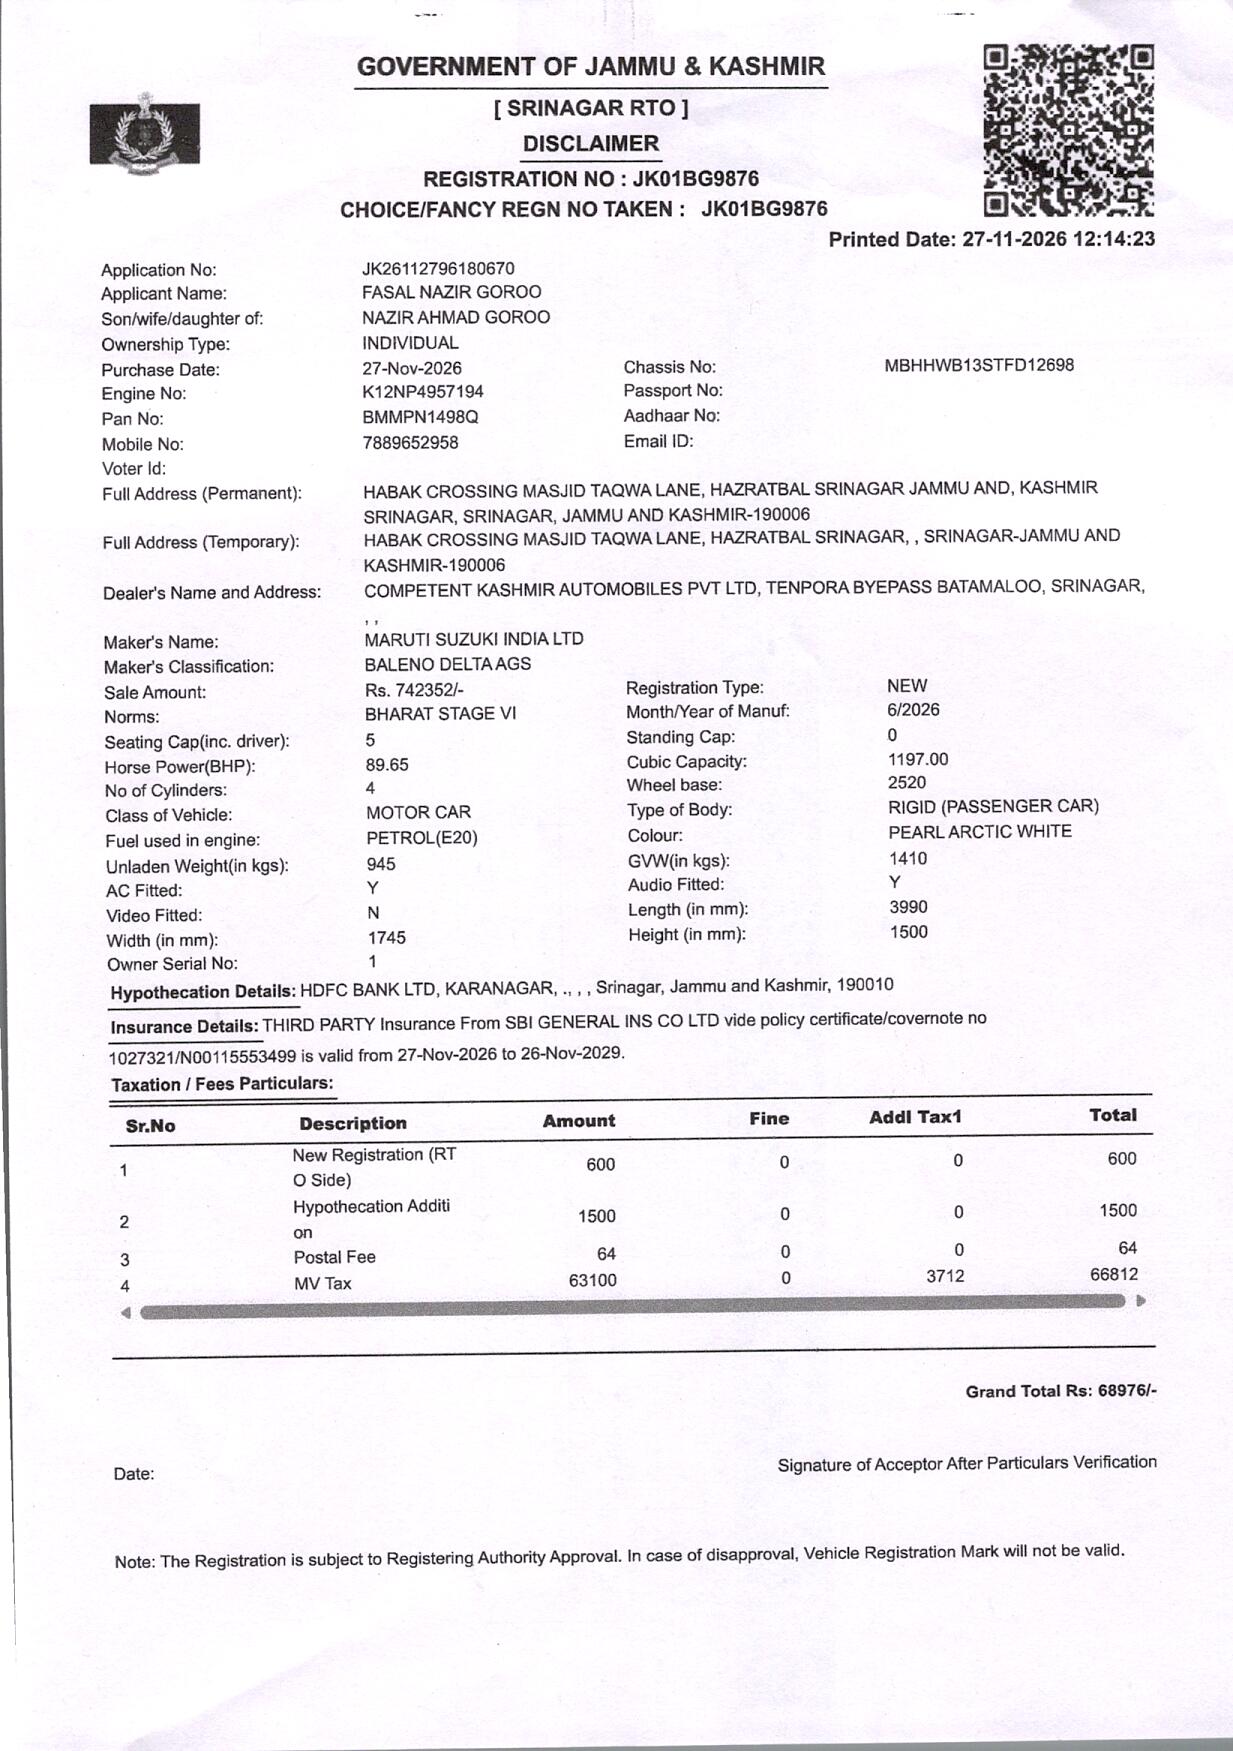 GOVERNMENT OF JAMMU & KASHMIR
[ SRINAGAR RTO ]
DISCLAIMER
REGISTRATION NO : JK01BG9876
CHOICE/FANCY REGN NO TAKEN : JK01BG9876
Printed Date: 27-11-2026 12:14:23
Application No: JK26112796180670
Applicant Name: FASAL NAZIR GOROO
Son/wife/daughter of: NAZIR AHMAD GOROO
Ownership Type: INDIVIDUAL
Purchase Date: 27-Nov-2026 Chassis No: MBHHWB13STFD12698
Engine No: K12NP4957194 Passport No:
Pan No: BMMPN1498Q Aadhaar No:
Mobile No: 7889652958 Email ID:
Voter Id:
Full Address (Permanent): HABAK CROSSING MASJID TAQWA LANE, HAZRATBAL SRINAGAR JAMMU AND, KASHMIR
SRINAGAR, SRINAGAR, JAMMU AND KASHMIR-190006
Full Address (Temporary): HABAK CROSSING MASJID TAQWA LANE, HAZRATBAL SRINAGAR, , SRINAGAR-JAMMU AND
KASHMIR-190006
Dealer's Name and Address: COMPETENT KASHMIR AUTOMOBILES PVT LTD, TENPORA BYEPASS BATAMALOO, SRINAGAR,
, ,
Maker's Name: MARUTI SUZUKI INDIA LTD
Maker's Classification: BALENO DELTA AGS
Sale Amount: Rs. 742352/- Registration Type: NEW
Norms: BHARAT STAGE VI Month/Year of Manuf: 6/2026
Seating Cap(inc. driver): 5 Standing Cap: 0
Horse Power(BHP): 89.65 Cubic Capacity: 1197.00
No of Cylinders: 4 Wheel base: 2520
Class of Vehicle: MOTOR CAR Type of Body: RIGID (PASSENGER CAR)
Fuel used in engine: PETROL(E20) Colour: PEARL ARCTIC WHITE
Unladen Weight(in kgs): 945 GVW(in kgs): 1410
AC Fitted: Y Audio Fitted: Y
Video Fitted: N Length (in mm): 3990
Width (in mm): 1745 Height (in mm): 1500
Owner Serial No: 1
Hypothecation Details: HDFC BANK LTD, KARANAGAR, ., , , Srinagar, Jammu and Kashmir, 190010
Insurance Details: THIRD PARTY Insurance From SBI GENERAL INS CO LTD vide policy certificate/covernote no
1027321/N00115553499 is valid from 27-Nov-2026 to 26-Nov-2029.
Taxation / Fees Particulars:
Sr.No Description Amount Fine Addl Tax1 Total
1 New Registration (RT 600 0 0 600
O Side)
2 Hypothecation Additi 1500 0 0 1500
on
3 Postal Fee 64 0 0 64
4 MV Tax 63100 0 3712 66812
Grand Total Rs: 68976/-
Date: Signature of Acceptor After Particulars Verification
Note: The Registration is subject to Registering Authority Approval. In case of disapproval, Vehicle Registration Mark will not be valid.